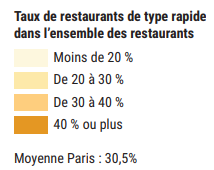 Taux de restaurants de type rapide
dans l'ensemble des restaurants
Moins de 20 %
De 20 à 30 %
De 30 à 40 %
40 % ou plus
Moyenne Paris : 30,5%